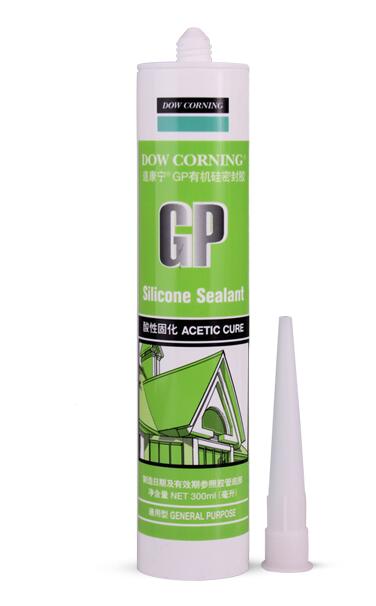 DOW CORNING
DOW CORNING®
道康宁® GP有机硅密封胶
GP
Silicone Sealant
酸性固化 ACETIC CURE
制造日期及有效期参照胶管底部
净含量 NET 300ml (毫升)
通用型 GENERAL PURPOSE